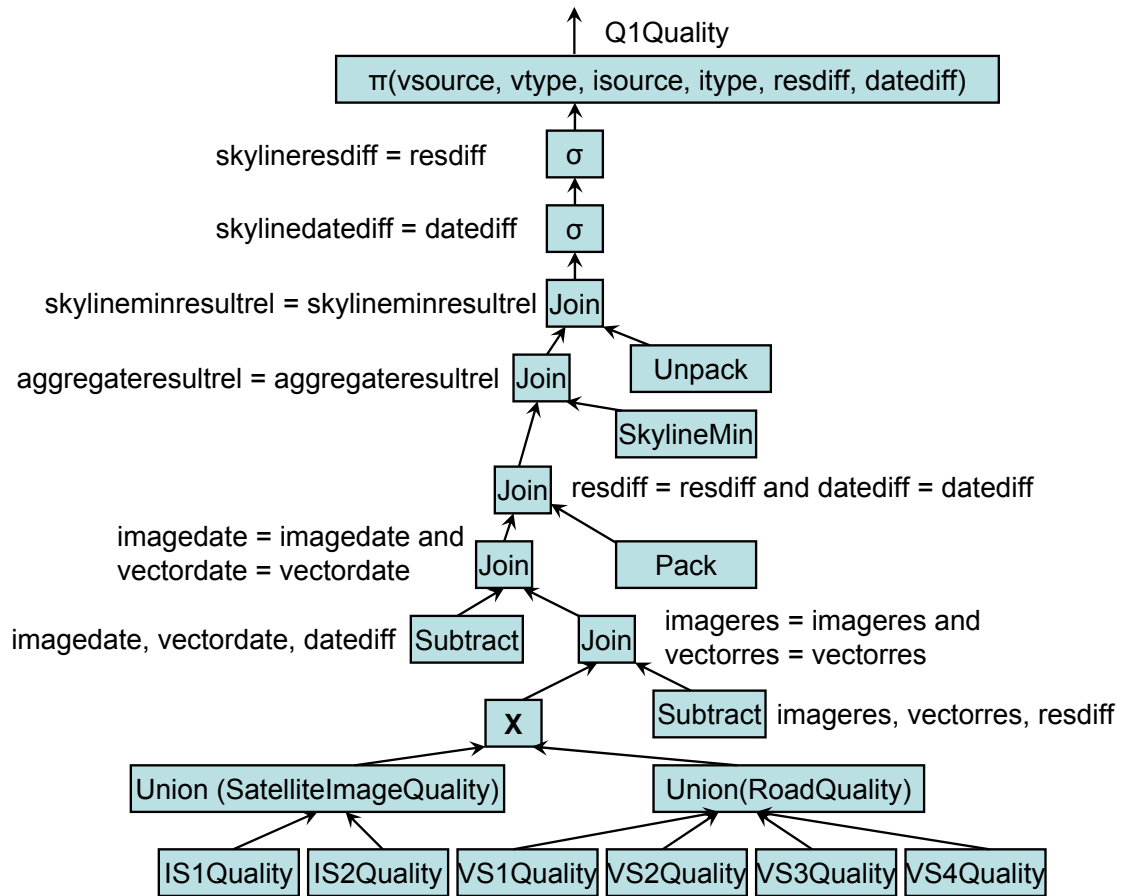 Q1Quality
π(vsource, vtype, isource, itype, resdiff, datediff)
skylineresdiff = resdiff
σ
skylinedatediff = datediff
σ
skylineminresultrel = skylineminresultrel
Join
Unpack
aggregateresultrel = aggregateresultrel
Join
SkylineMin
Join
resdiff = resdiff and datediff = datediff
imagedate = imagedate and
vectordate = vectordate
Join
Pack
imagedate, vectordate, datediff
Subtract
Join
imageres = imageres and
vectorres = vectorres
X
Subtract
imageres, vectorres, resdiff
Union (SatelliteImageQuality)
Union(RoadQuality)
IS1Quality
IS2Quality
VS1Quality
VS2Quality
VS3Quality
VS4Quality